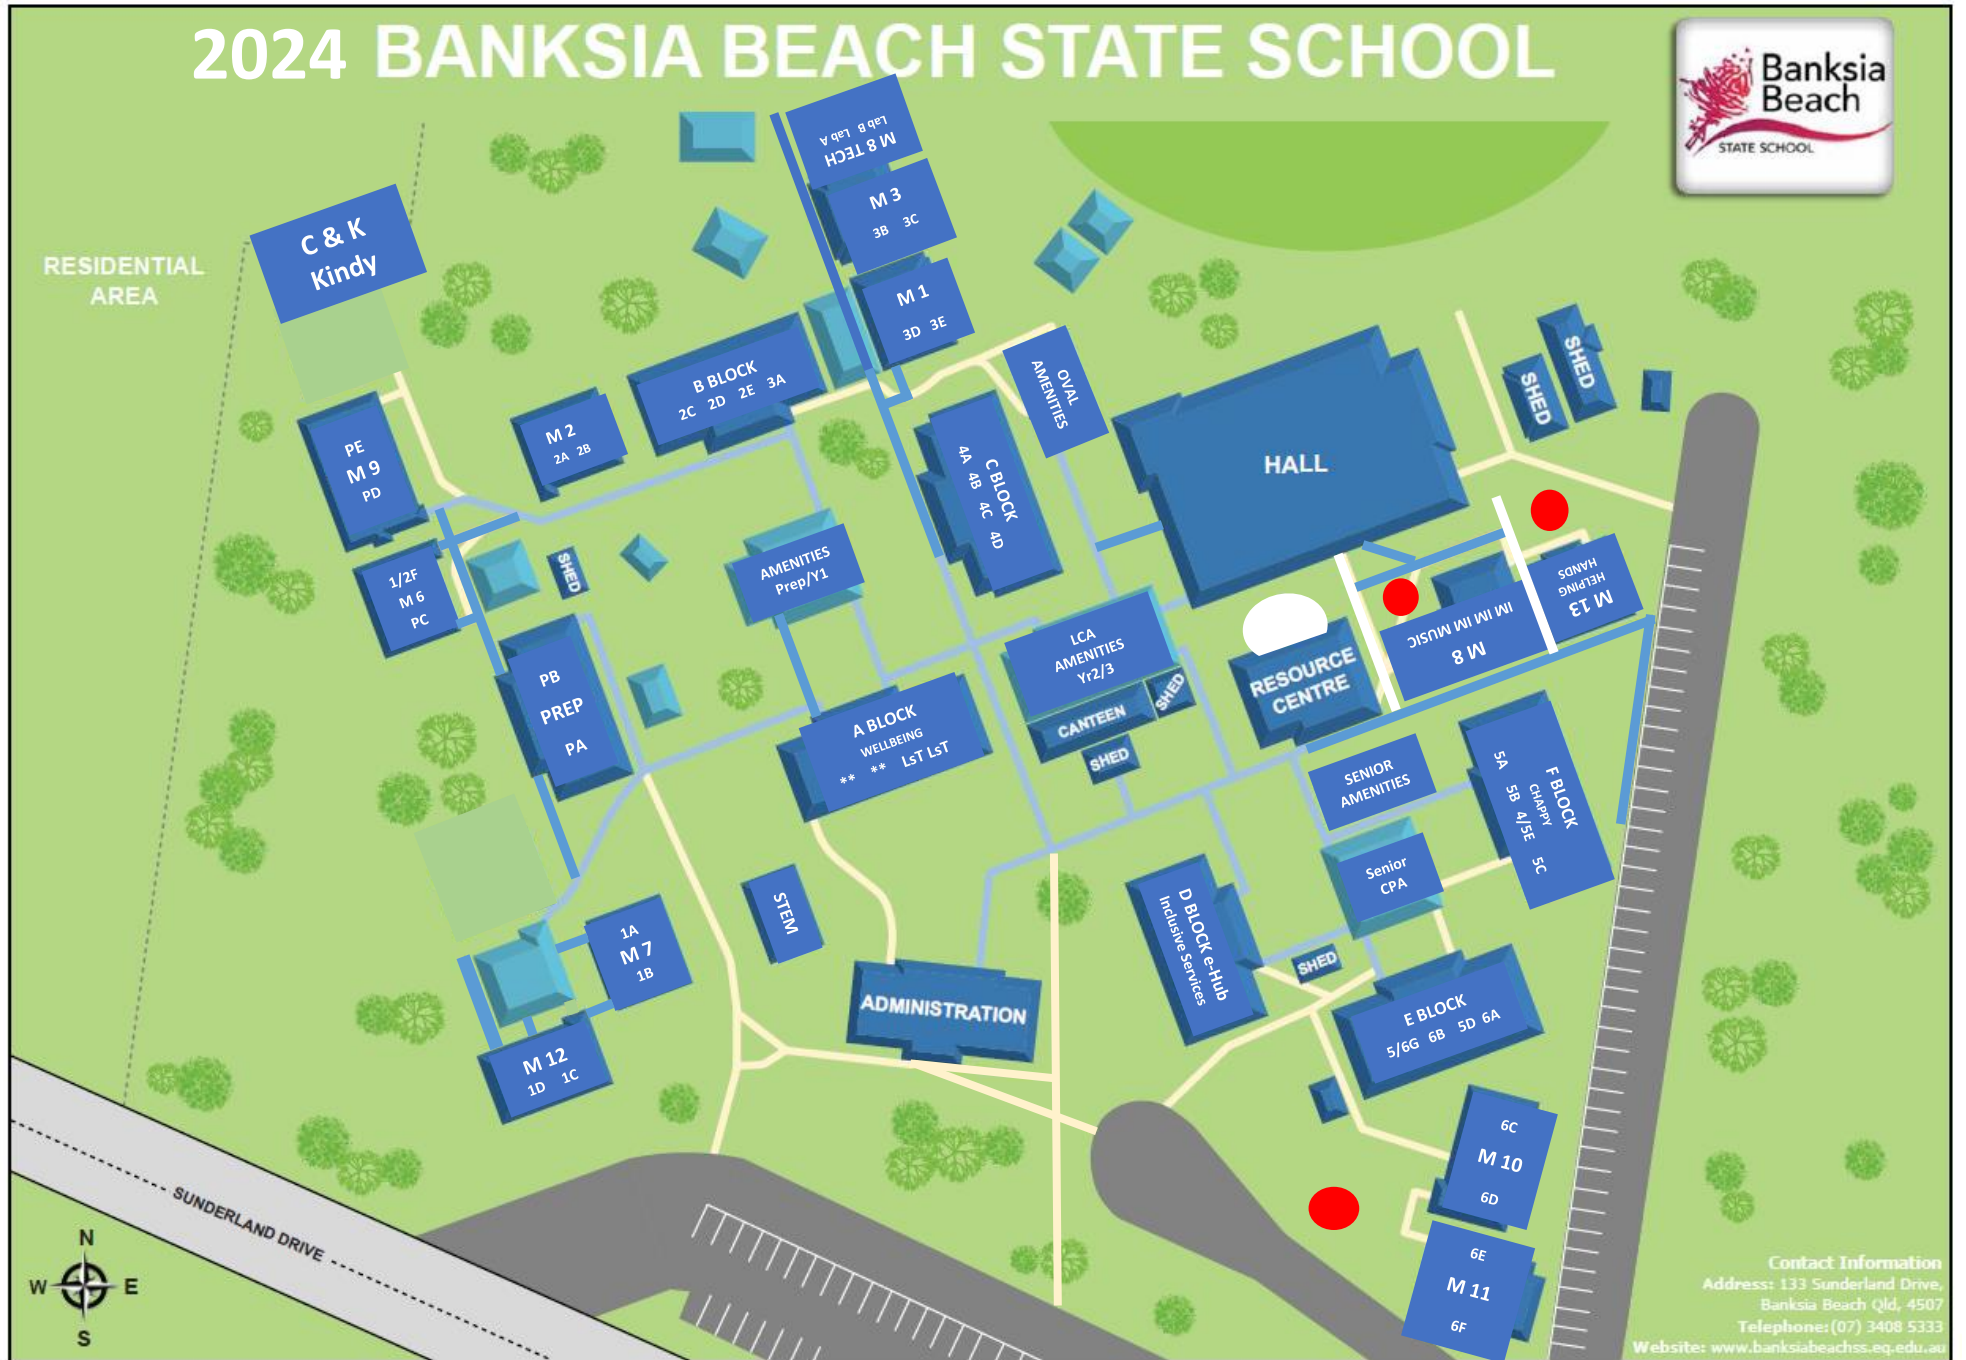 2024 BANKSIA BEACH STATE SCHOOL
Banksia
Beach
STATE SCHOOL
RESIDENTIAL
AREA
C & K
Kindy
Lab B Lab A
M 8 TECH
M 3
3B 3C
M 1
3D 3E
B BLOCK
2C 2D 2E 3A
M 2
2A 2B
PE
M 9
PD
1/2F
M 6
PC
SHED
PB
PREP
PA
AMENITIES
Prep/Y1
C BLOCK
4A 4B 4C 4D
OVAL
AMENITIES
HALL
SHED
SHED
HELPING
HANDS
M 13
IM IM IM MUSIC
M 8
RESOURCE
CENTRE
LCA
AMENITIES
Yr2/3
CANTEEN
SHED
SHED
A BLOCK
WELLBEING
** ** LsT LsT
SENIOR
AMENITIES
F BLOCK
CHAPPY
5A 5B 4/5E 5C
Senior
CPA
D BLOCK e-Hub
Inclusive Services
SHED
E BLOCK
5/6G 6B 5D 6A
STEM
ADMINISTRATION
1A
M 7
1B
M 12
1D 1C
6C
M 10
6D
6E
M 11
6F
SUNDERLAND DRIVE
N
W E
S
Contact Information
Address: 133 Sunderland Drive,
Banksia Beach Qld, 4507
Telephone:(07) 3408 5333
Website: www.banksiabeachss.eq.edu.au